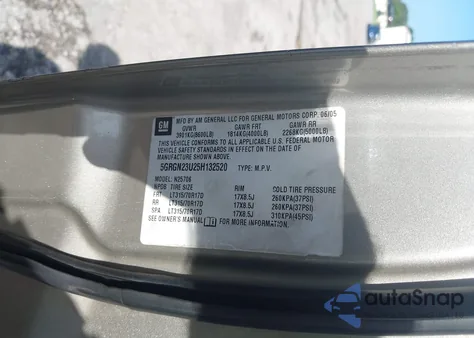 GM
MFD BY AM GENERAL LLC FOR GENERAL MOTORS CORP. 06/05
GVWR GAWR FRT GAWR RR
3901KG(8600LB) 1814KG(4000LB) 2268KG(5000LB)
THIS VEHICLE CONFORMS TO ALL APPLICABLE U.S. FEDERAL MOTOR
VEHICLE SAFETY STANDARDS IN EFFECT ON THE DATE OF
MANUFACTURE SHOWN ABOVE.
5GRGN23U25H132520 TYPE: M.P.V.
MODEL: N25706
TIRE SIZE RIM COLD TIRE PRESSURE
FRT LT315/70R17D 17X8.5J 260KPA(37PSI)
RR LT315/70R17D 17X8.5J 260KPA(37PSI)
SPA LT315/70R17D 17X8.5J 310KPA(45PSI)
SEE OWNER'S MANUAL FOR MORE INFORMATION.
autoSnap